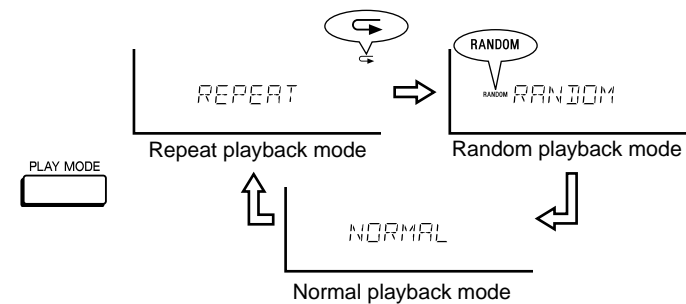 RANDOM
REPEAT
RANDOM RANDOM
Repeat playback mode
Random playback mode
PLAY MODE
NORMAL
Normal playback mode